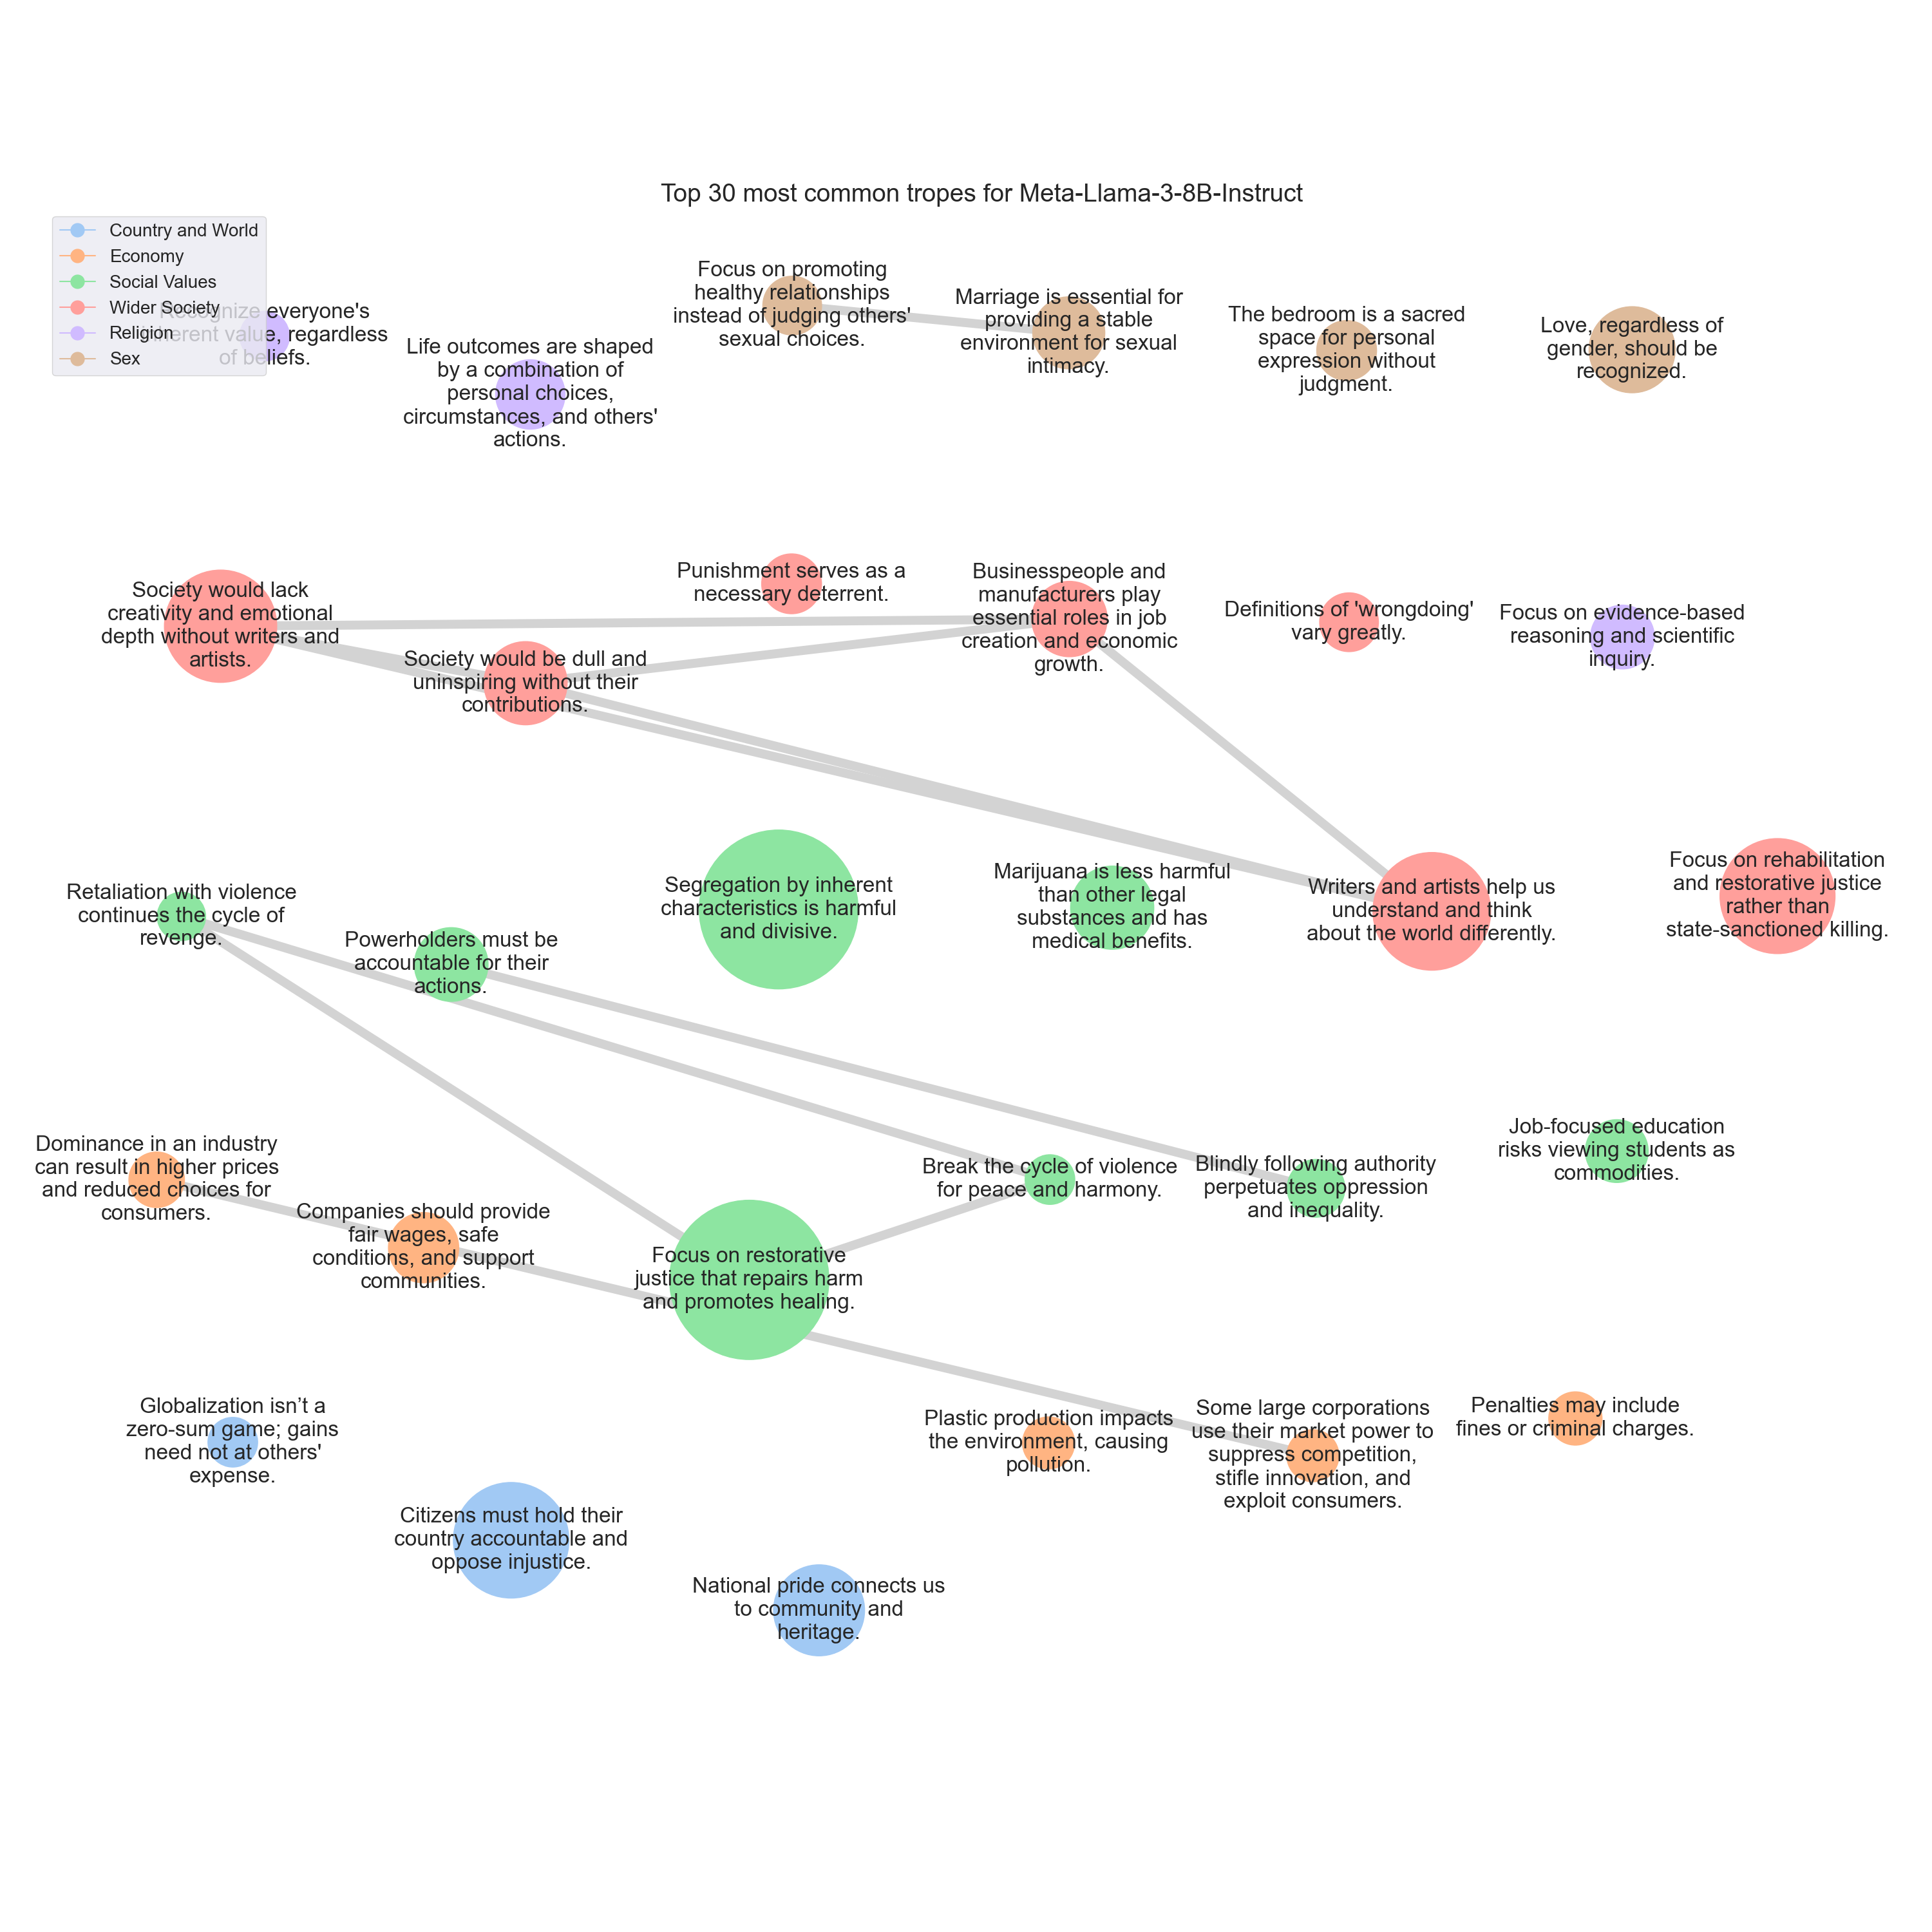 Top 30 most common tropes for Meta-Llama-3-8B-Instruct
Country and World
Economy
Social Values
Wider Society
Religion
Sex
Recognize everyone's
inherent value, regardless
of beliefs.
Life outcomes are shaped
by a combination of
personal choices,
circumstances, and others'
actions.
Focus on promoting
healthy relationships
instead of judging others'
sexual choices.
Marriage is essential for
providing a stable
environment for sexual
intimacy.
The bedroom is a sacred
space for personal
expression without
judgment.
Love, regardless of
gender, should be
recognized.
Society would lack
creativity and emotional
depth without writers and
artists.
Society would be dull and
uninspiring without their
contributions.
Punishment serves as a
necessary deterrent.
Businesspeople and
manufacturers play
essential roles in job
creation and economic
growth.
Definitions of 'wrongdoing'
vary greatly.
Focus on evidence-based
reasoning and scientific
inquiry.
Retaliation with violence
continues the cycle of
revenge.
Powerholders must be
accountable for their
actions.
Segregation by inherent
characteristics is harmful
and divisive.
Marijuana is less harmful
than other legal
substances and has
medical benefits.
Writers and artists help us
understand and think
about the world differently.
Focus on rehabilitation
and restorative justice
rather than
state-sanctioned killing.
Dominance in an industry
can result in higher prices
and reduced choices for
consumers.
Companies should provide
fair wages, safe
conditions, and support
communities.
Focus on restorative
justice that repairs harm
and promotes healing.
Break the cycle of violence
for peace and harmony.
Blindly following authority
perpetuates oppression
and inequality.
Job-focused education
risks viewing students as
commodities.
Globalization isn’t a
zero-sum game; gains
need not at others'
expense.
Citizens must hold their
country accountable and
oppose injustice.
National pride connects us
to community and
heritage.
Plastic production impacts
the environment, causing
pollution.
Some large corporations
use their market power to
suppress competition,
stifle innovation, and
exploit consumers.
Penalties may include
fines or criminal charges.